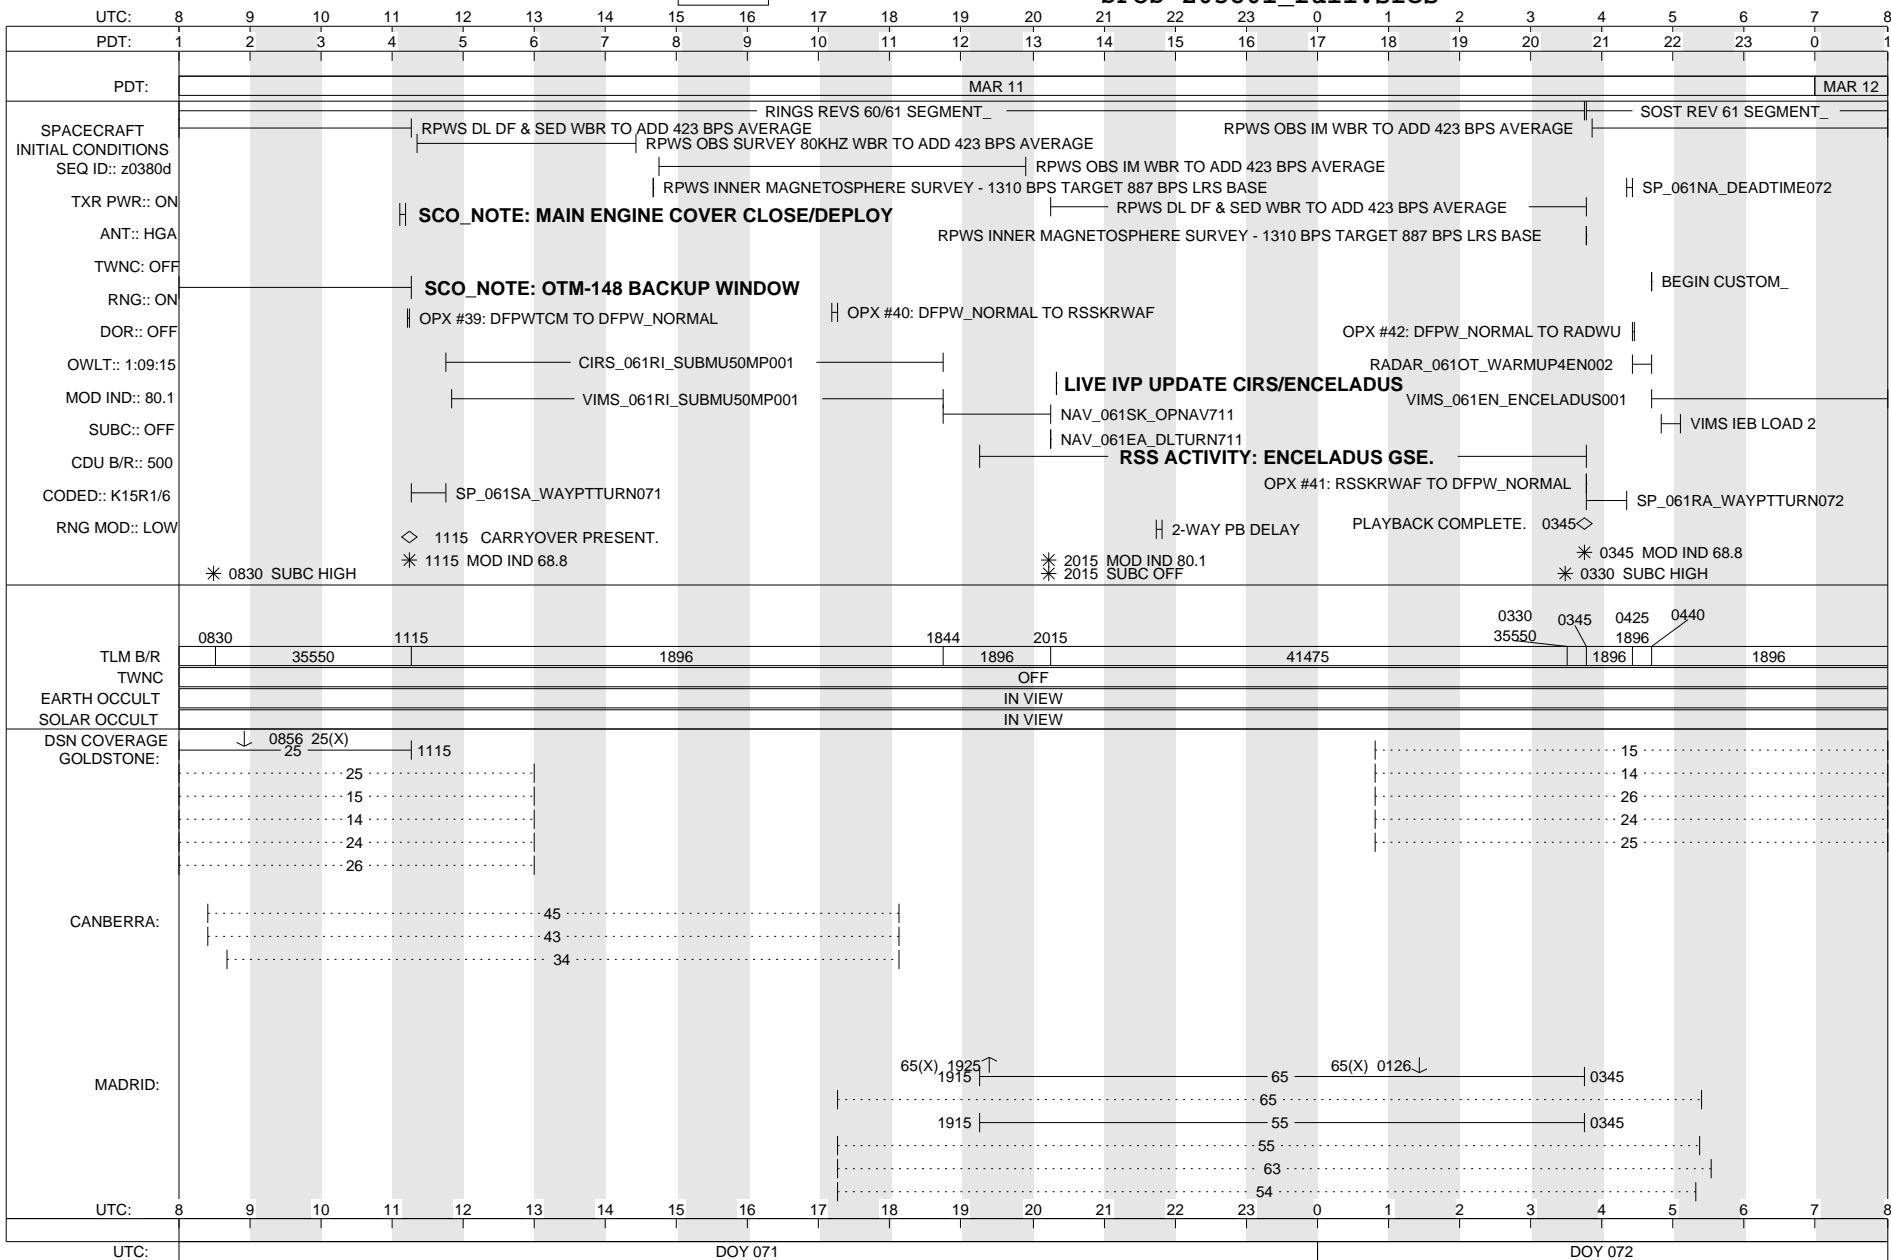 UTC: 8 9 10 11 12 13 14 15 16 17 18 19 20 21 22 23 0 1 2 3 4 5 6 7 8
PDT: 1 2 3 4 5 6 7 8 9 10 11 12 13 14 15 16 17 18 19 20 21 22 23 0 1
PDT: MAR 11 MAR 12
RINGS REVS 60/61 SEGMENT_ SOST REV 61 SEGMENT_
SPACECRAFT
INITIAL CONDITIONS
RPWS DL DF & SED WBR TO ADD 423 BPS AVERAGE RPWS OBS IM WBR TO ADD 423 BPS AVERAGE
RPWS OBS SURVEY 80KHZ WBR TO ADD 423 BPS AVERAGE
SEQ ID:: z0380d RPWS OBS IM WBR TO ADD 423 BPS AVERAGE
RPWS INNER MAGNETOSPHERE SURVEY - 1310 BPS TARGET 887 BPS LRS BASE SP_061NA_DEADTIME072
TXR PWR:: ON RPWS DL DF & SED WBR TO ADD 423 BPS AVERAGE
SCO_NOTE: MAIN ENGINE COVER CLOSE/DEPLOY
ANT:: HGA RPWS INNER MAGNETOSPHERE SURVEY - 1310 BPS TARGET 887 BPS LRS BASE
TWNC: OFF
BEGIN CUSTOM_
SCO_NOTE: OTM-148 BACKUP WINDOW
RNG:: ON
OPX #39: DFPWTCM TO DFPW_NORMAL OPX #40: DFPW_NORMAL TO RSSKRWAF
DOR:: OFF OPX #42: DFPW_NORMAL TO RADWU
OWLT:: 1:09:15 CIRS_061RI_SUBMU50MP001 RADAR_061OT_WARMUP4EN002
LIVE IVP UPDATE CIRS/ENCELADUS
MOD IND:: 80.1 VIMS_061RI_SUBMU50MP001 VIMS_061EN_ENCELADUS001
NAV_061SK_OPNAV711
SUBC:: OFF VIMS IEB LOAD 2
NAV_061EA_DLTURN711
CDU B/R:: 500 RSS ACTIVITY: ENCELADUS GSE.
OPX #41: RSSKRWAF TO DFPW_NORMAL
CODED:: K15R1/6 SP_061SA_WAYPTTURN071 SP_061RA_WAYPTTURN072
RNG MOD:: LOW 2-WAY PB DELAY PLAYBACK COMPLETE. 0345
1115 CARRYOVER PRESENT.
1115 MOD IND 68.8 2015 MOD IND 80.1 0345 MOD IND 68.8
0830 SUBC HIGH 2015 SUBC OFF 0330 SUBC HIGH
0330 0345 0425 0440
0830 1115 1844 2015 35550 1896
TLM B/R 35550 1896 1896 41475 1896 1896
TWNC OFF
EARTH OCCULT IN VIEW
SOLAR OCCULT IN VIEW
DSN COVERAGE 0856 25(X)
GOLDSTONE: 25 1115 15
25 14
15 26
14 24
24 25
26
CANBERRA: 45
43
34
65(X) 1925 65(X) 0126
MADRID: 1915 65 0345
65
1915 55 0345
55
63
54
UTC: 8 9 10 11 12 13 14 15 16 17 18 19 20 21 22 23 0 1 2 3 4 5 6 7 8
UTC: DOY 071 DOY 072